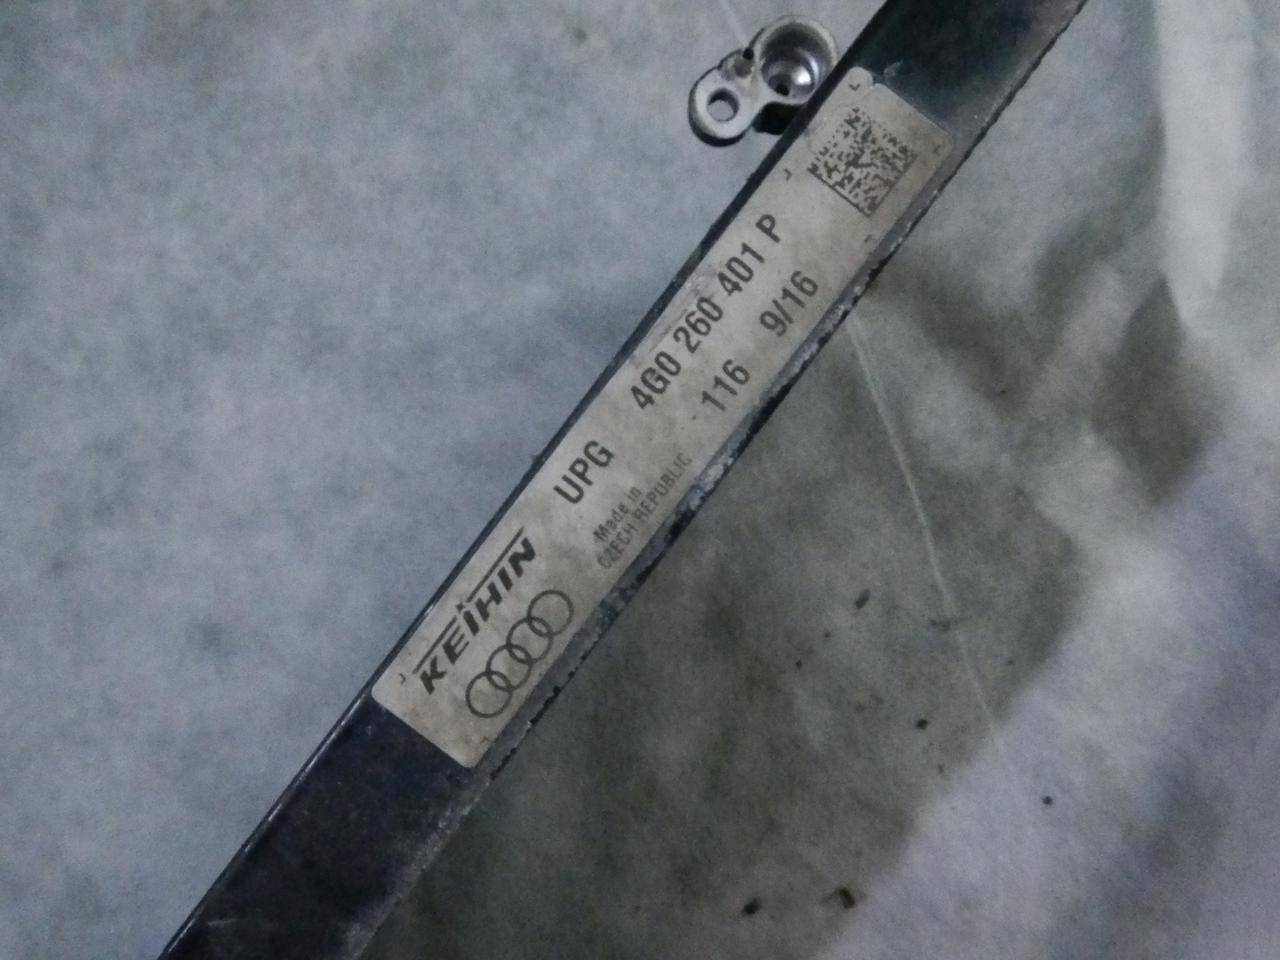 KEIHIN
UPG 4G0 260 401 P
Made in
CZECH REPUBLIC
116 9/16